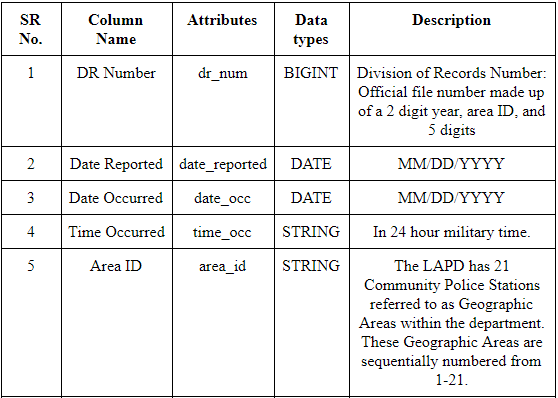 SR No. Column Name Attributes Data types Description
1 DR Number dr_num BIGINT Division of Records Number:
Official file number made up
of a 2 digit year, area ID, and
5 digits
2 Date Reported date_reported DATE MM/DD/YYYY
3 Date Occurred date_occ DATE MM/DD/YYYY
4 Time Occurred time_occ STRING In 24 hour military time.
5 Area ID area_id STRING The LAPD has 21
Community Police Stations
referred to as Geographic
Areas within the department.
These Geographic Areas are
sequentially numbered from
1-21.